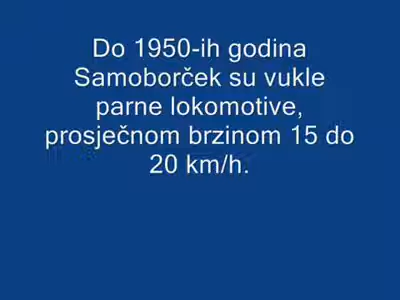 Do 1950-ih godina
Samoborček su vukle
parne lokomotive,
prosječnom brzinom 15 do
20 km/h.